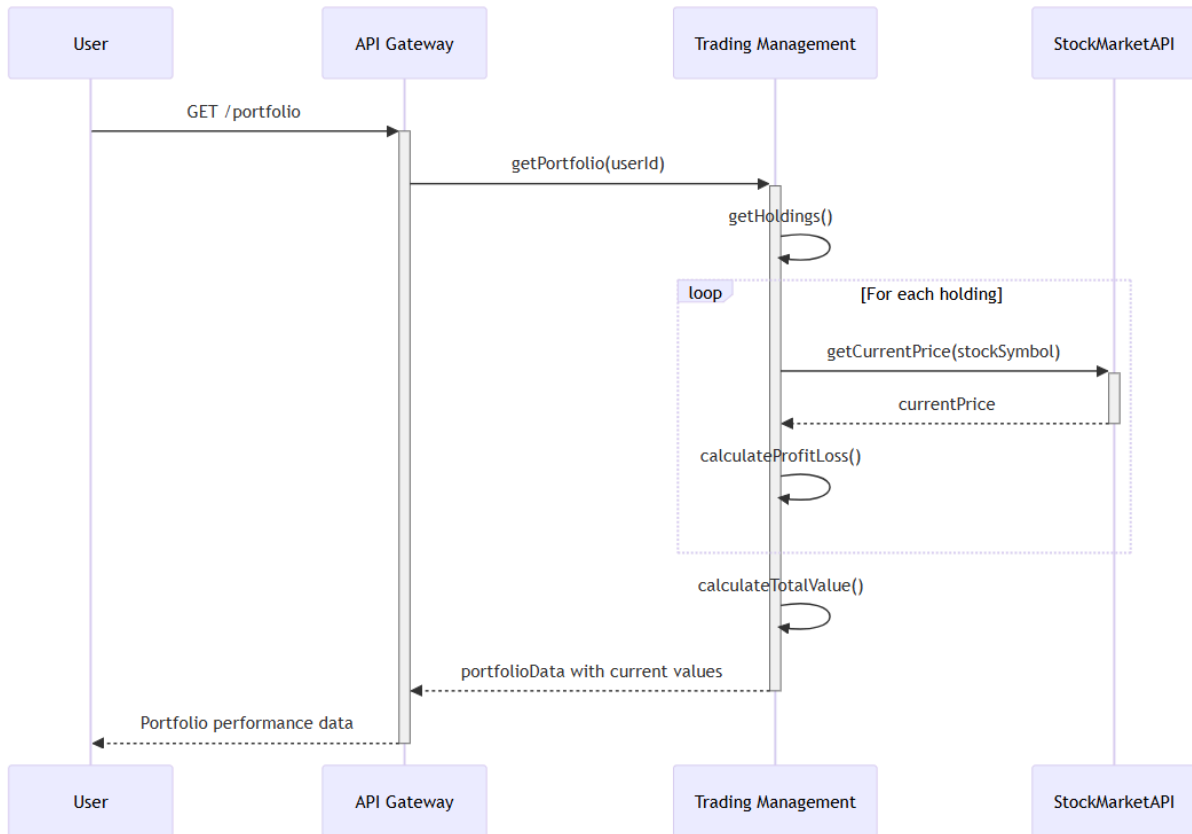 User
API Gateway
Trading Management
StockMarketAPI
GET /portfolio
getPortfolio(userId)
getHoldings()
loop
[For each holding]
getCurrentPrice(stockSymbol)
currentPrice
calculateProfitLoss()
calculateTotalValue()
portfolioData with current values
Portfolio performance data
User
API Gateway
Trading Management
StockMarketAPI